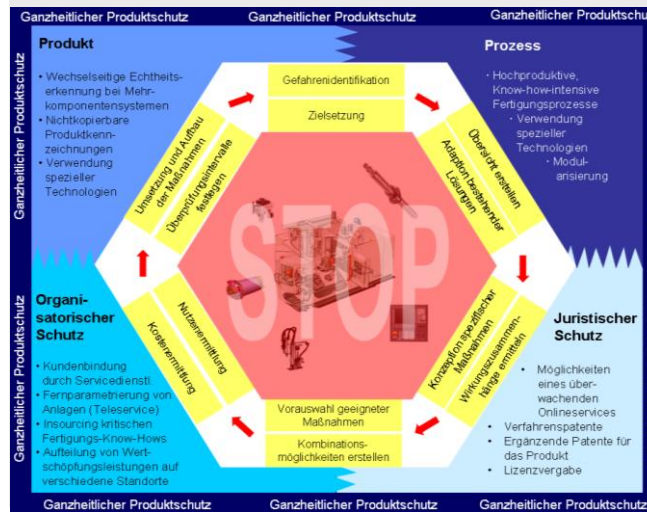 Ganzheitlicher Produktschutz
Ganzheitlicher Produktschutz
Ganzheitlicher Produktschutz
Ganzheitlicher Produktschutz
Ganzheitlicher Produktschutz
Produkt
• Wechselseitige Echtheits-
erkennung bei Mehr-
komponentensystemen
• Nichtkopierbare
Produktkenn-
zeichnungen
• Verwendung
spezieller
Technologien
Prozess
• Hochproduktive,
Know-how-intensive
Fertigungsprozesse
• Verwendung
spezieller
Technologien
• Modul-
arisierung
Gefahrenidentifikation
Zielsetzung
Übersicht erstellen
Adaption bestehender
Lösungen
Konzeption spezifischer
Maßnahmen
Wirkungszusammen-
hänge ermitteln
Vorauswahl geeigneter
Maßnahmen
Kombinations-
möglichkeiten erstellen
Nutzenermittlung
Kostenermittlung
Umsetzung und Aufbau
der Maßnahmen
Überprüfungsintervalle
festlegen
STOP
Organi-
satorischer
Schutz
• Kundenbindung
durch Servicedienstl.
• Fernparametrierung von
Anlagen (Teleservice)
• Insourcing kritischen
Fertigungs-Know-Hows
• Aufteilung von Wert-
schöpfungsleistungen auf
verschiedene Standorte
Juristischer
Schutz
• Möglichkeiten
eines über-
wachenden
Onlineservices
• Verfahrenspatente
• Ergänzende Patente für
das Produkt
• Lizenzvergabe
Ganzheitlicher Produktschutz
Ganzheitlicher Produktschutz
Ganzheitlicher Produktschutz